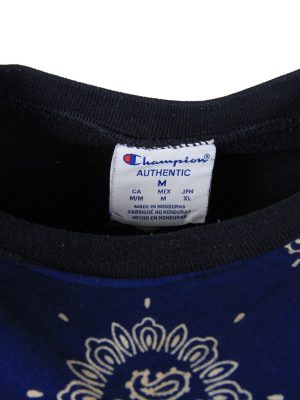 Champion®
AUTHENTIC
M
CA MEX JPN
M/M M XL
MADE IN HONDURAS
FABRIQUÉ AU HONDURAS
HECHO EN HONDURAS